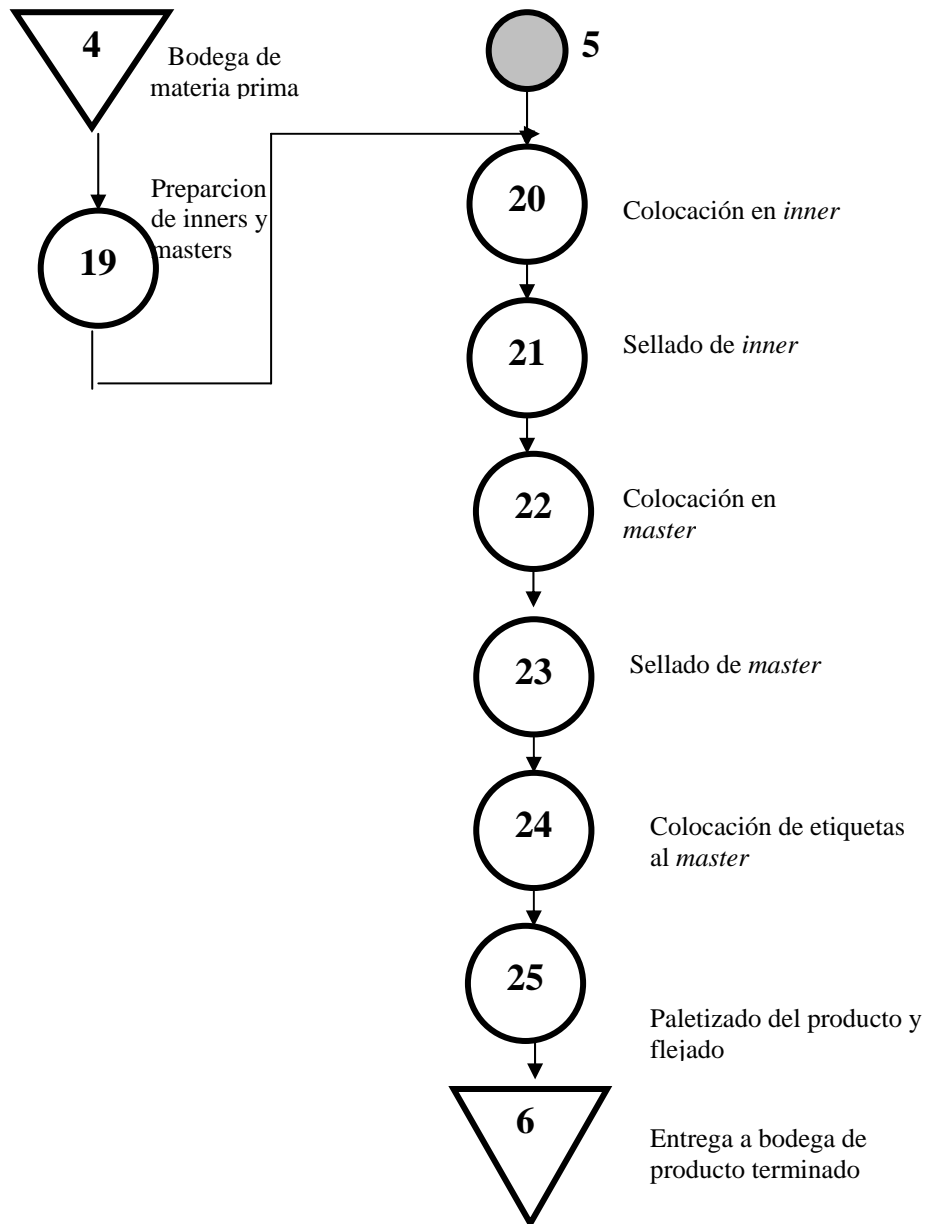 4
Bodega de
materia prima
5
Preparcion
de inners y
masters
19
20
Colocación en inner
21
Sellado de inner
22
Colocación en
master
23
Sellado de master
24
Colocación de etiquetas
al master
25
Paletizado del producto y
flejado
6
Entrega a bodega de
producto terminado